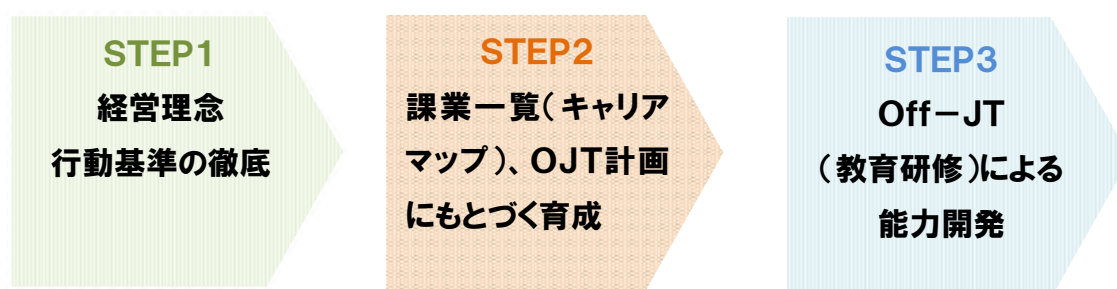 STEP1
経営理念
行動基準の徹底
STEP2
課業一覧（キャリア
マップ）、OJT計画
にもとづく育成
STEP3
Off－JT
（教育研修）による
能力開発